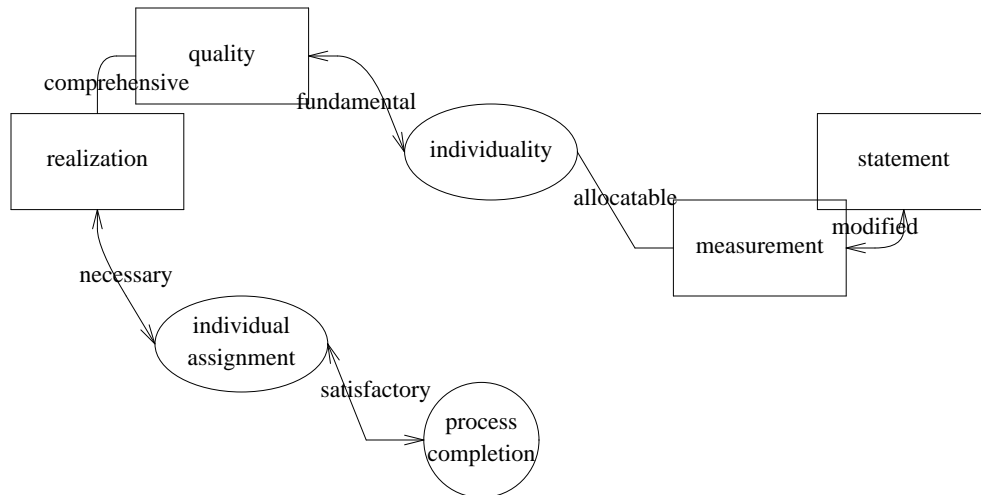 quality
comprehensive
fundamental
realization
individuality
statement
allocatable
modified
measurement
necessary
individual
assignment
satisfactory
process
completion